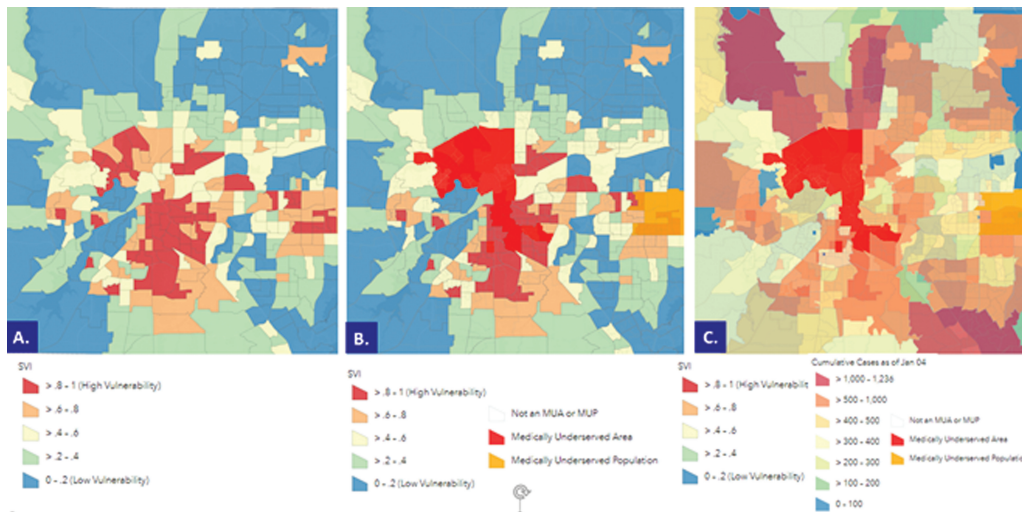 A.
B.
C.
SVI
> .8 - 1 (High Vulnerability)
> .6 - .8
> .4 - .6
> .2 - .4
0 - .2 (Low Vulnerability)
SVI
> .8 - 1 (High Vulnerability)
> .6 - .8
> .4 - .6
> .2 - .4
0 - .2 (Low Vulnerability)
Not an MUA or MUP
Medically Underserved Area
Medically Underserved Population
SVI
> .8 - 1 (High Vulnerabilit
> .6 - .8
> .4 - .6
> .2 - .4
0 - .2 (Low Vulnerability)
Cumulative Cases as of Jan 04
> 1,000 - 1,236
> 500 - 1,000
> 400 - 500
> 300 - 400
> 200 - 300
> 100 - 200
0 - 100
Not an MUA or MUP
Medically Underserved Area
Medically Underserved Populatio